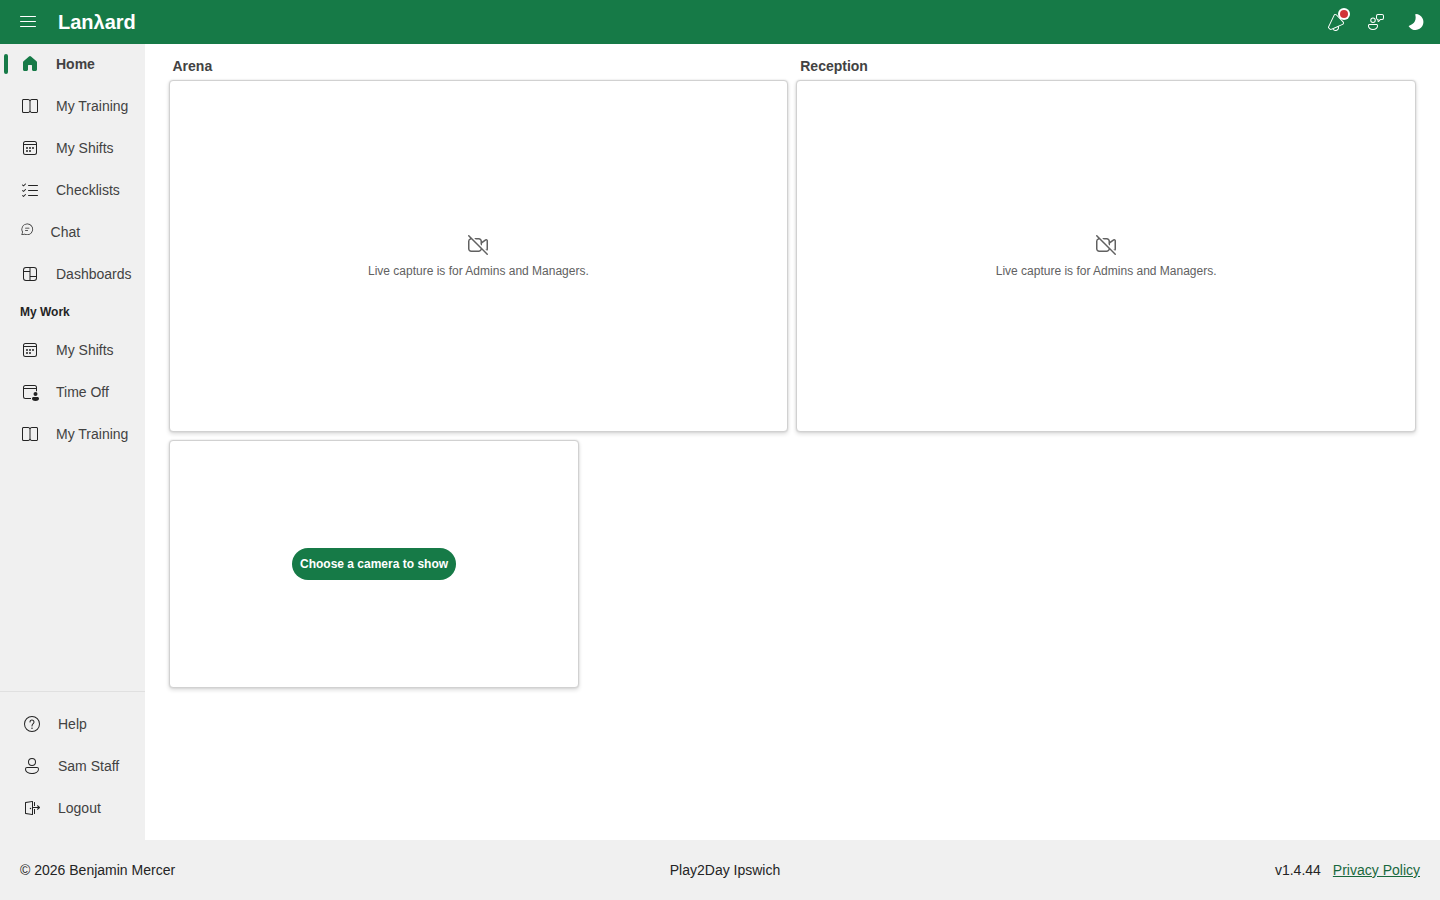 Lanλard
Home
My Training
My Shifts
Checklists
Chat
Dashboards
My Work
My Shifts
Time Off
My Training
Help
Sam Staff
Logout
Arena
Live capture is for Admins and Managers.
Reception
Live capture is for Admins and Managers.
Choose a camera to show
© 2026 Benjamin Mercer
Play2Day Ipswich
v1.4.44 Privacy Policy